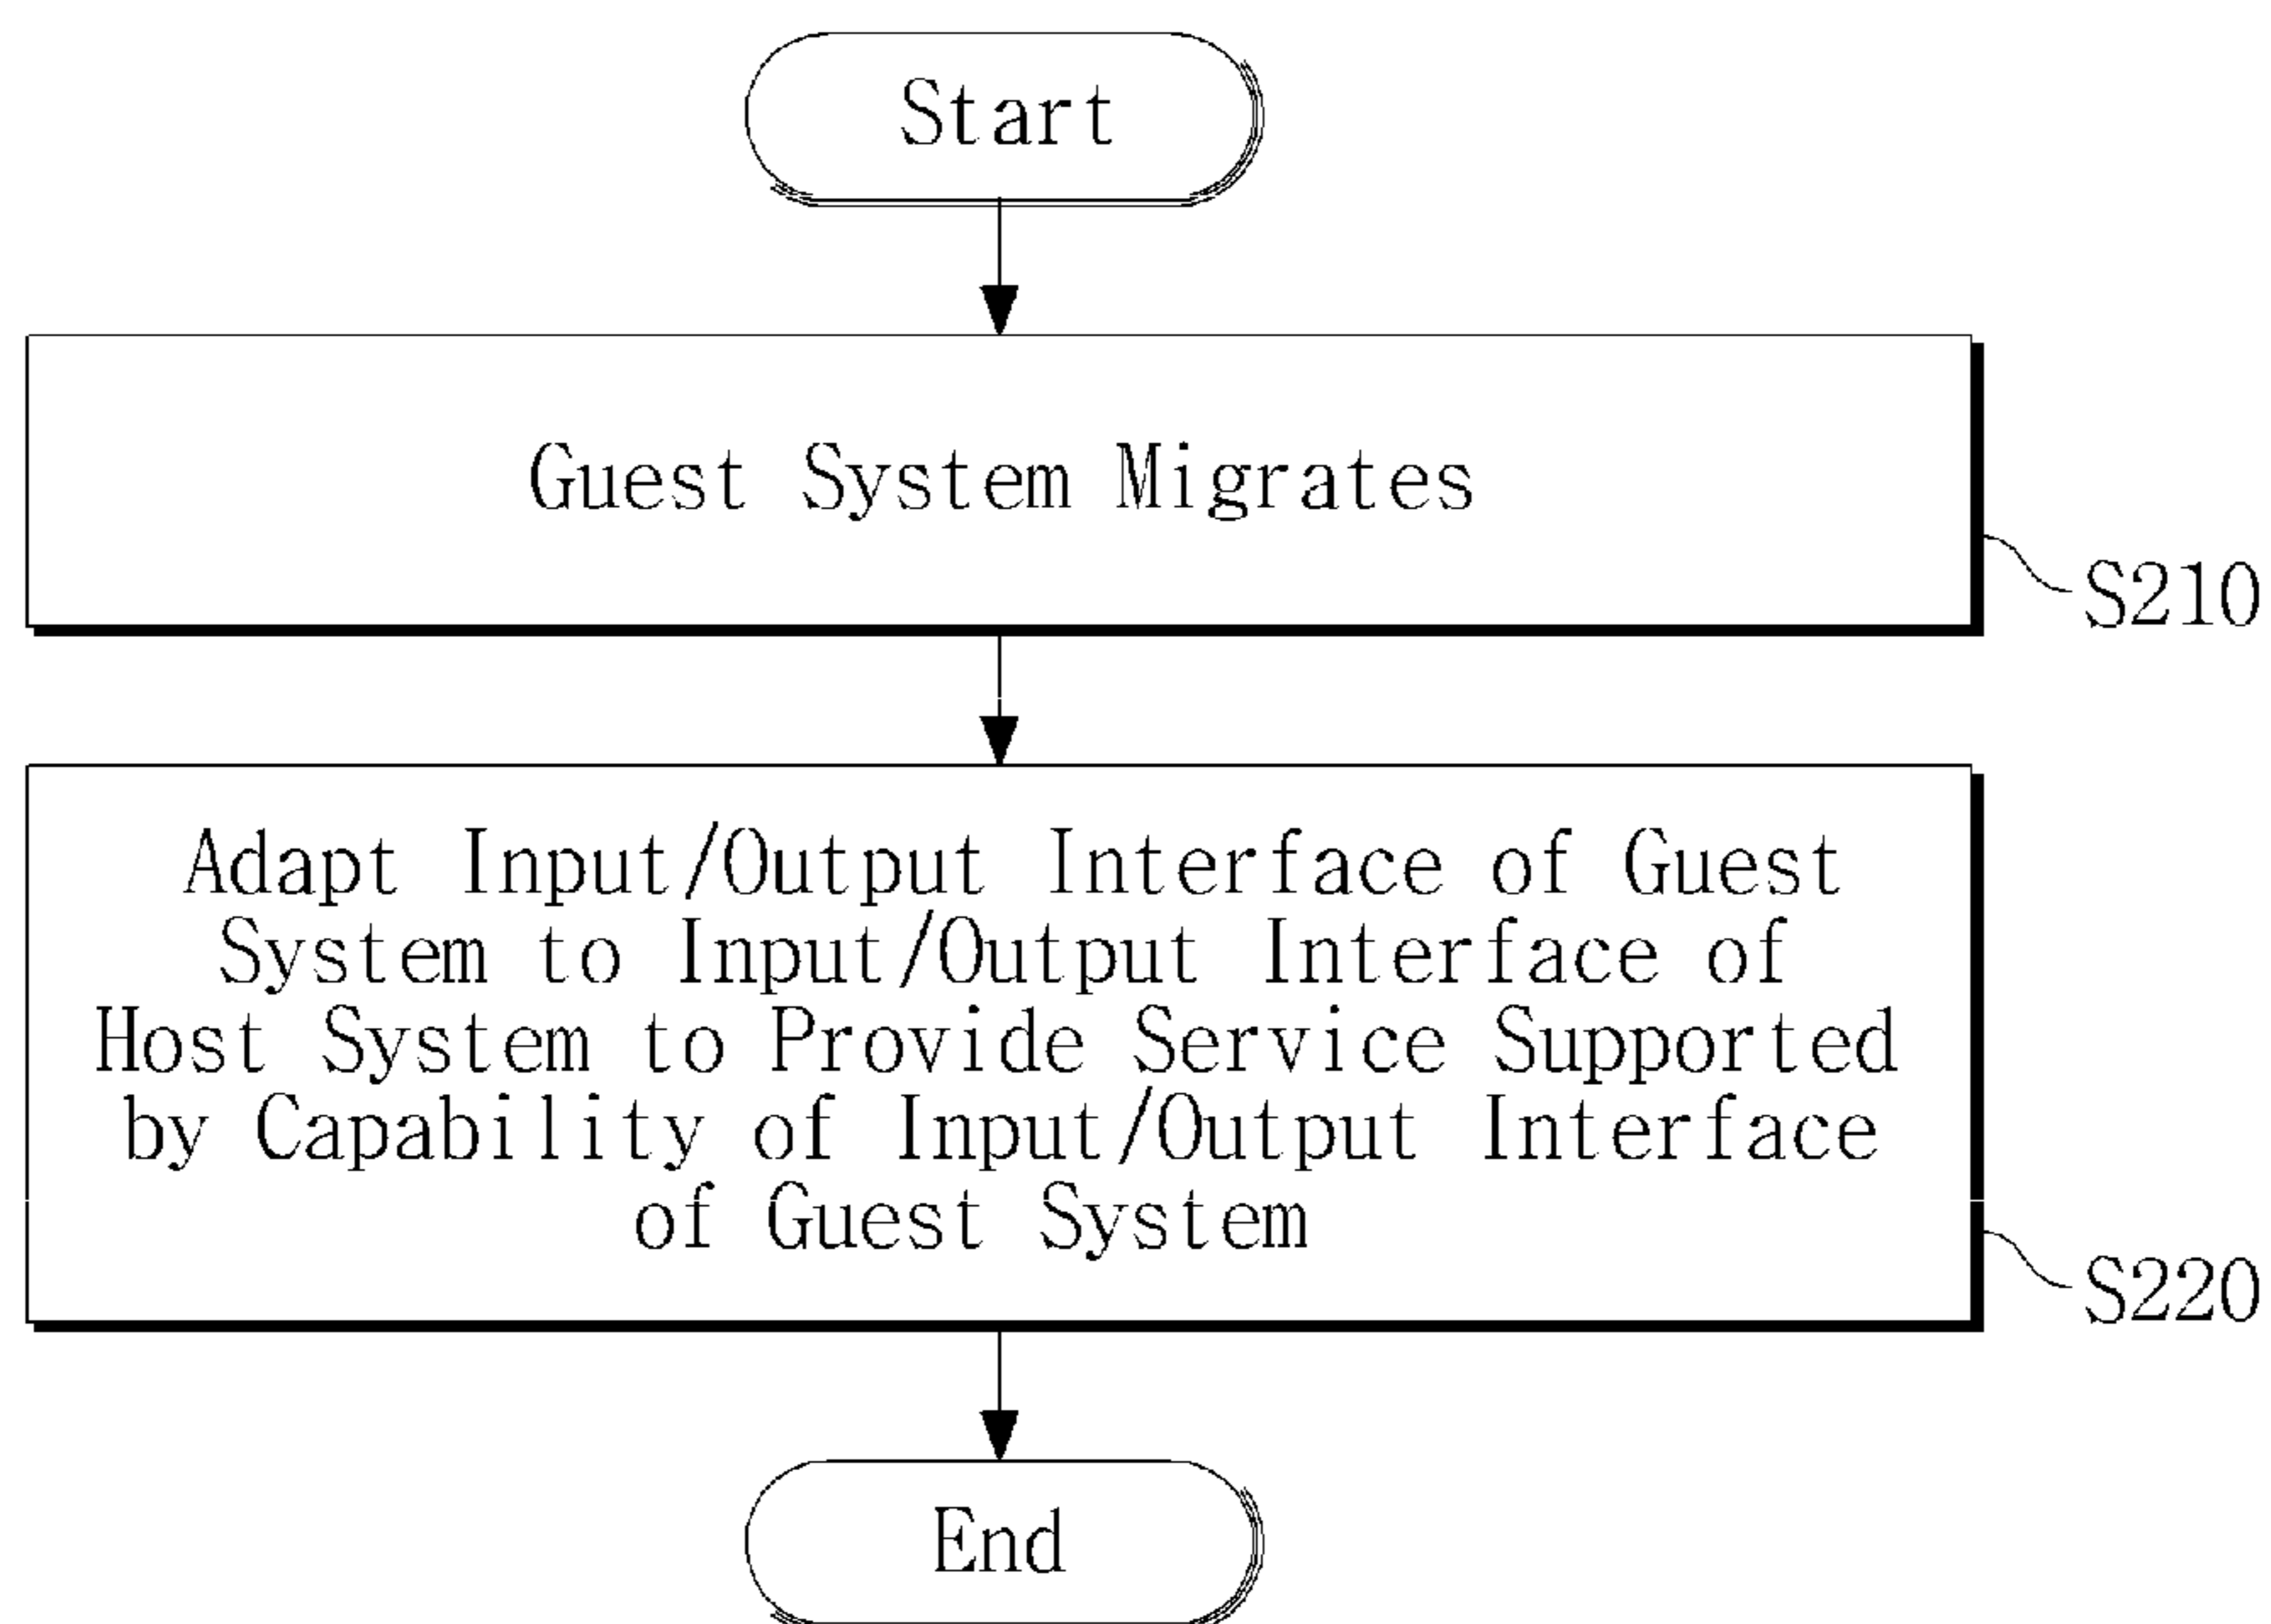 Start
Guest System Migrates
S210
Adapt Input/Output Interface of Guest
System to Input/Output Interface of
Host System to Provide Service Supported
by Capability of Input/Output Interface
of Guest System
S220
End